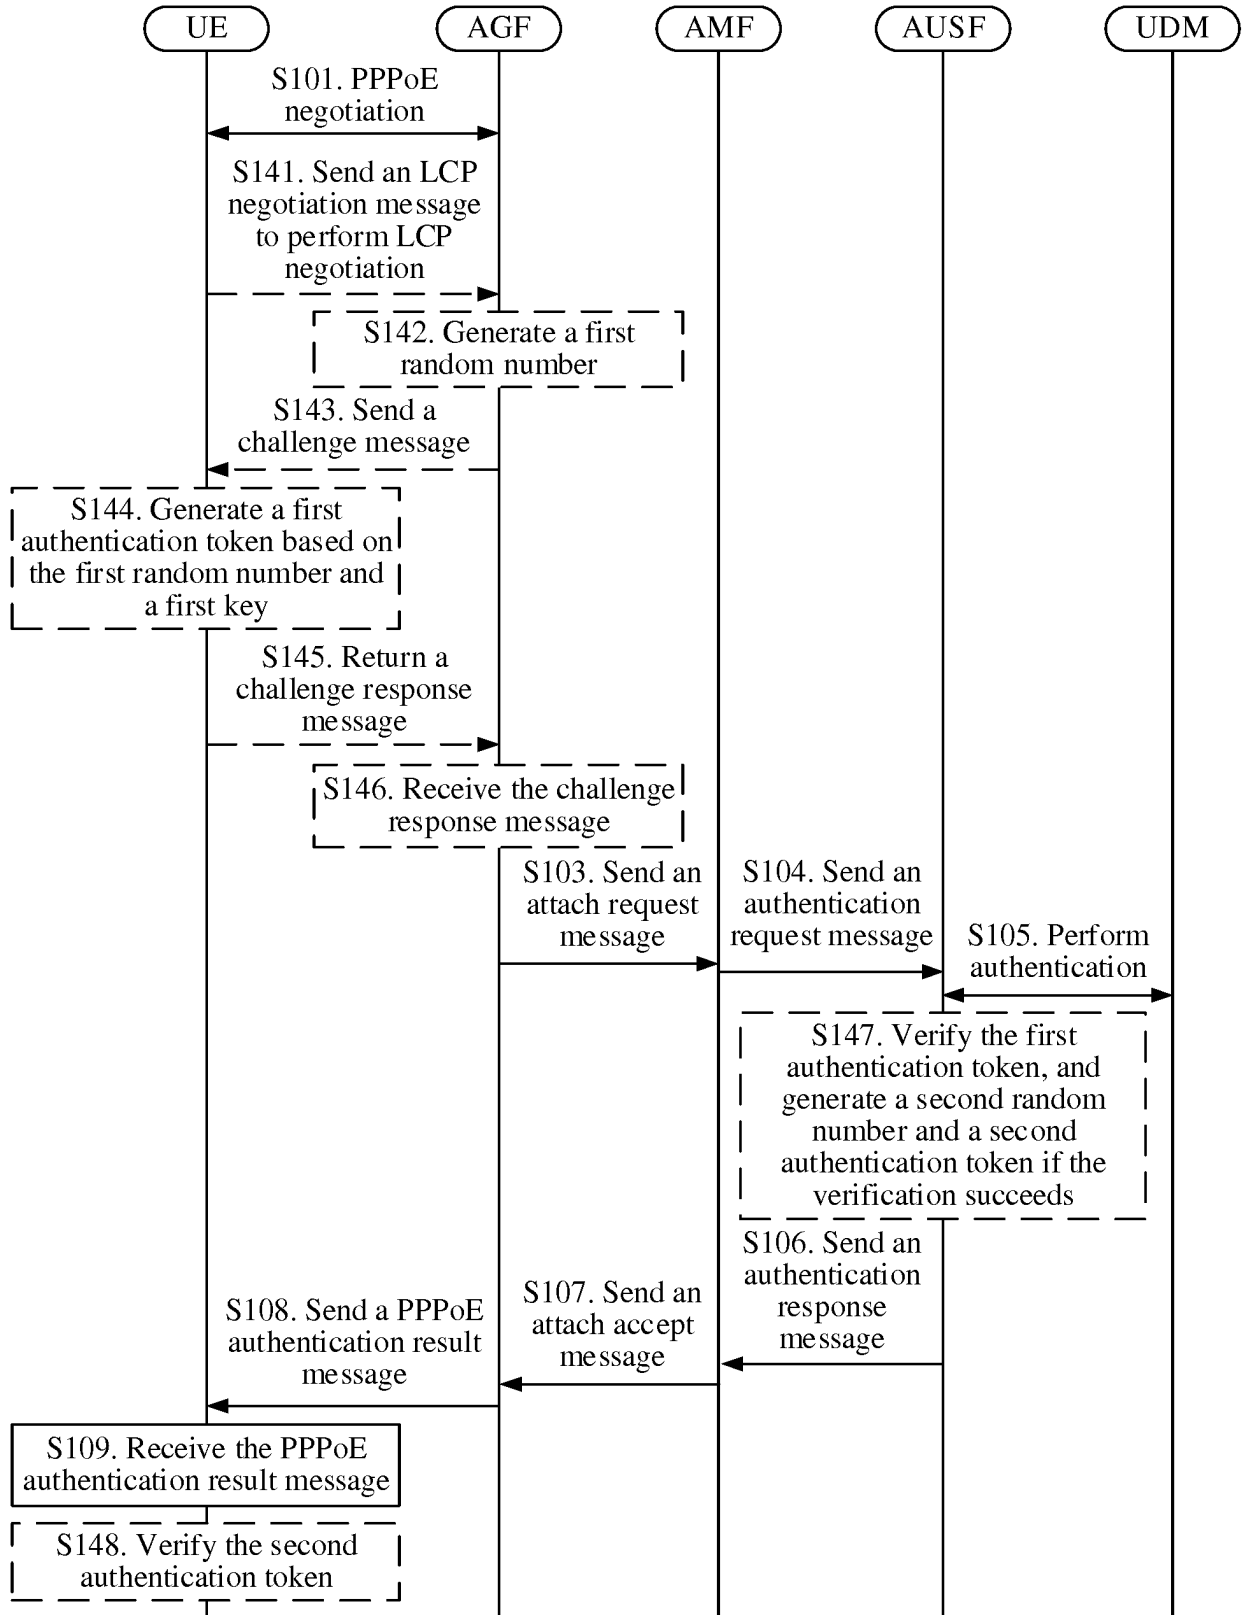 UE
AGF
AMF
AUSF
UDM
S101. PPPoE
negotiation
S141. Send an LCP
negotiation message
to perform LCP
negotiation
S142. Generate a first
random number
S143. Send a
challenge message
S144. Generate a first
authentication token based on
the first random number and
a first key
S145. Return a
challenge response
message
S146. Receive the challenge
response message
S103. Send an
attach request
message
S104. Send an
authentication
request message
S105. Perform
authentication
S147. Verify the first
authentication token, and
generate a second random
number and a second
authentication token if the
verification succeeds
S106. Send an
authentication
response
message
S107. Send an
attach accept
message
S108. Send a PPPoE
authentication result
message
S109. Receive the PPPoE
authentication result message
S148. Verify the second
authentication token